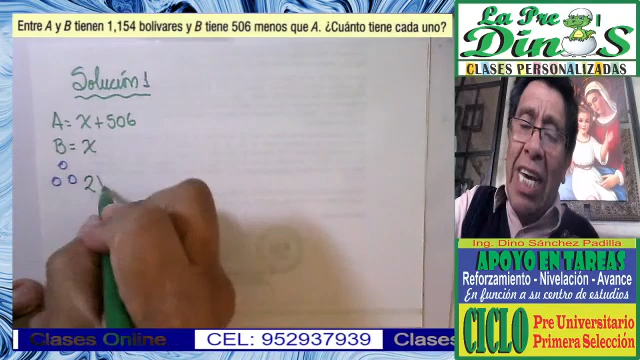 Entre A y B tienen 1,154 bolivares y B tiene 506 menos que A. ¿Cuánto tiene cada uno?
Solución 1
A = x + 506
B = x
2
La Pre
DinoS
CLASES PERSONALIZADAS
Ing. Dino Sánchez Padilla
APOYO EN TAREAS
Reforzamiento - Nivelación - Avance
En función a su centro de estudios
CICLO
Pre Universitario
Primera Selección
Clases Online
CEL: 952937939
Clases